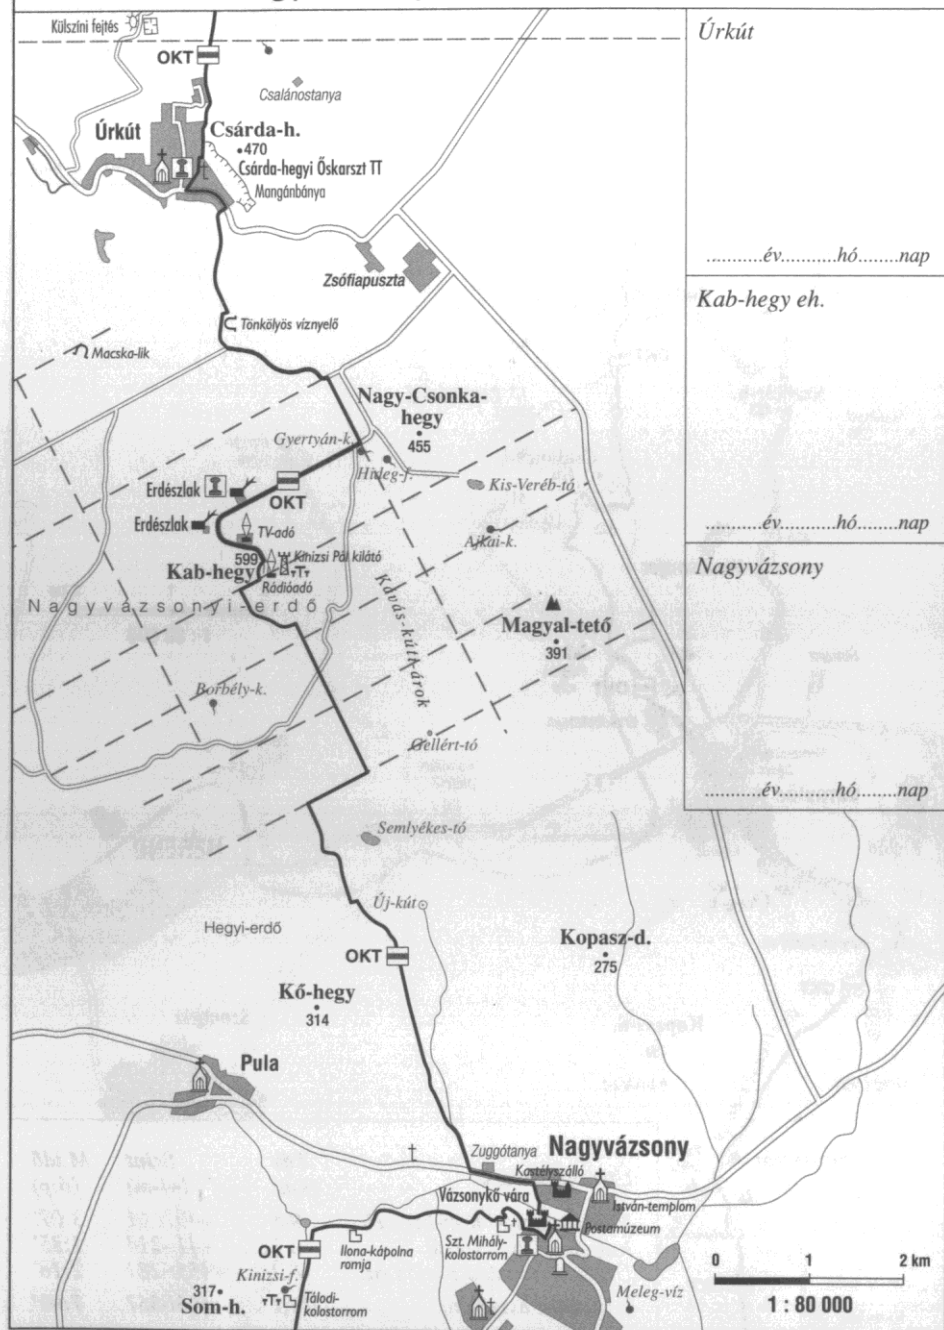 Külszíni fejtés
OKT
Csalánostanya
Úrkút
Csárda-h.
470
Csárda-hegyi Őskarszt TT
Mangánbánya
Zsófiapuszta
Tönkölyös víznyelő
Macska-lik
Nagy-Csonka-
hegy
455
Gyertyán-k.
Hideg-f.
Kis-Veréb-tó
Erdészlak
OKT
Erdészlak
TV-adó
Ajkai-k.
599
Kinizsi Pál kilátó
Kab-hegy
Rádióadó
Nagyvázsonyi-erdő
Kávás-kúti-árok
Magyal-tető
391
Borbély-k.
Gellért-tó
Semlyékes-tó
Új-kút
Hegyi-erdő
OKT
Kopasz-d.
275
Kő-hegy
314
Pula
Zuggótanya
Nagyvázsony
Kastélyszálló
Vázsonykő vára
István-templom
Postamúzeum
Szt. Mihály-
kolostorrom
OKT
Ilona-kápolna
romja
Kinizsi-f.
317
Som-h.
Tálodi-
kolostorrom
Meleg-víz
0 1 2 km
1 : 80 000
Úrkút
...........év..........hó........nap
Kab-hegy eh.
...........év..........hó........nap
Nagyvázsony
...........év..........hó........nap